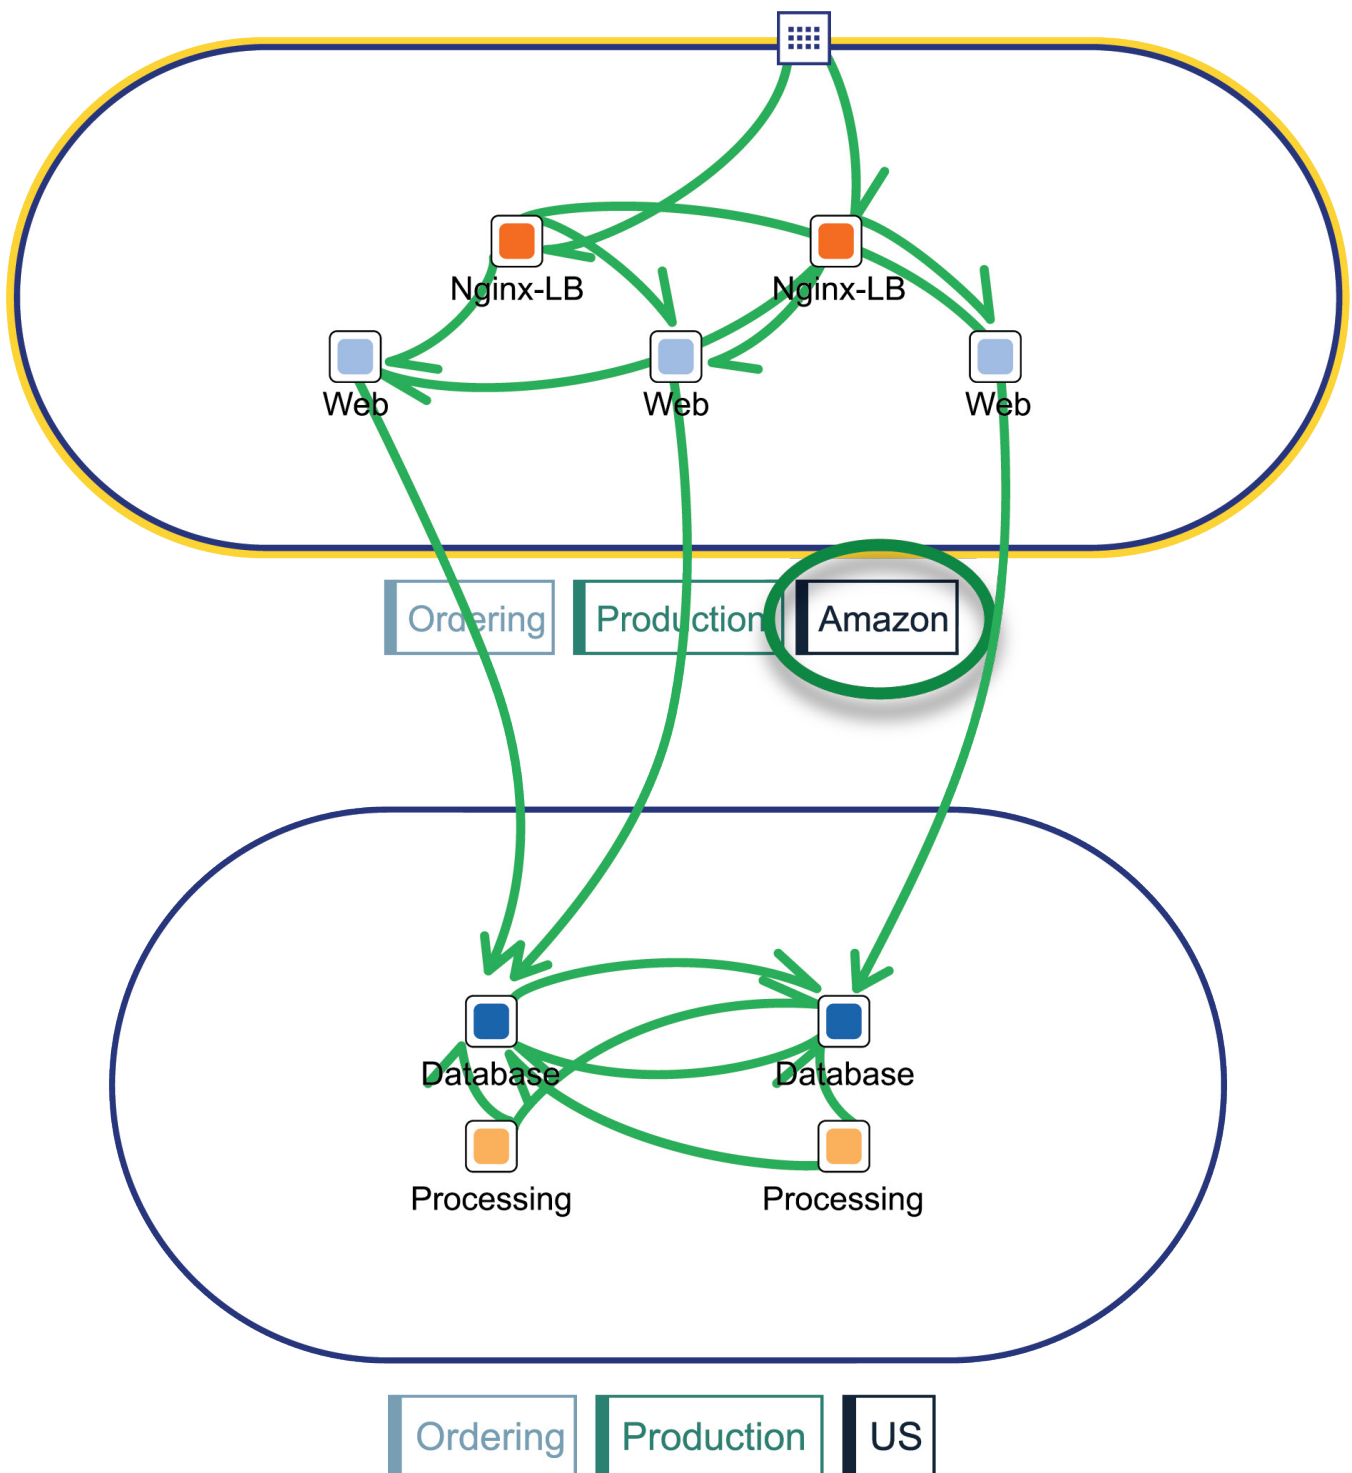 Nginx-LB
Nginx-LB
Web
Web
Web
Ordering
Production
Amazon
Database
Database
Processing
Processing
Ordering
Production
US